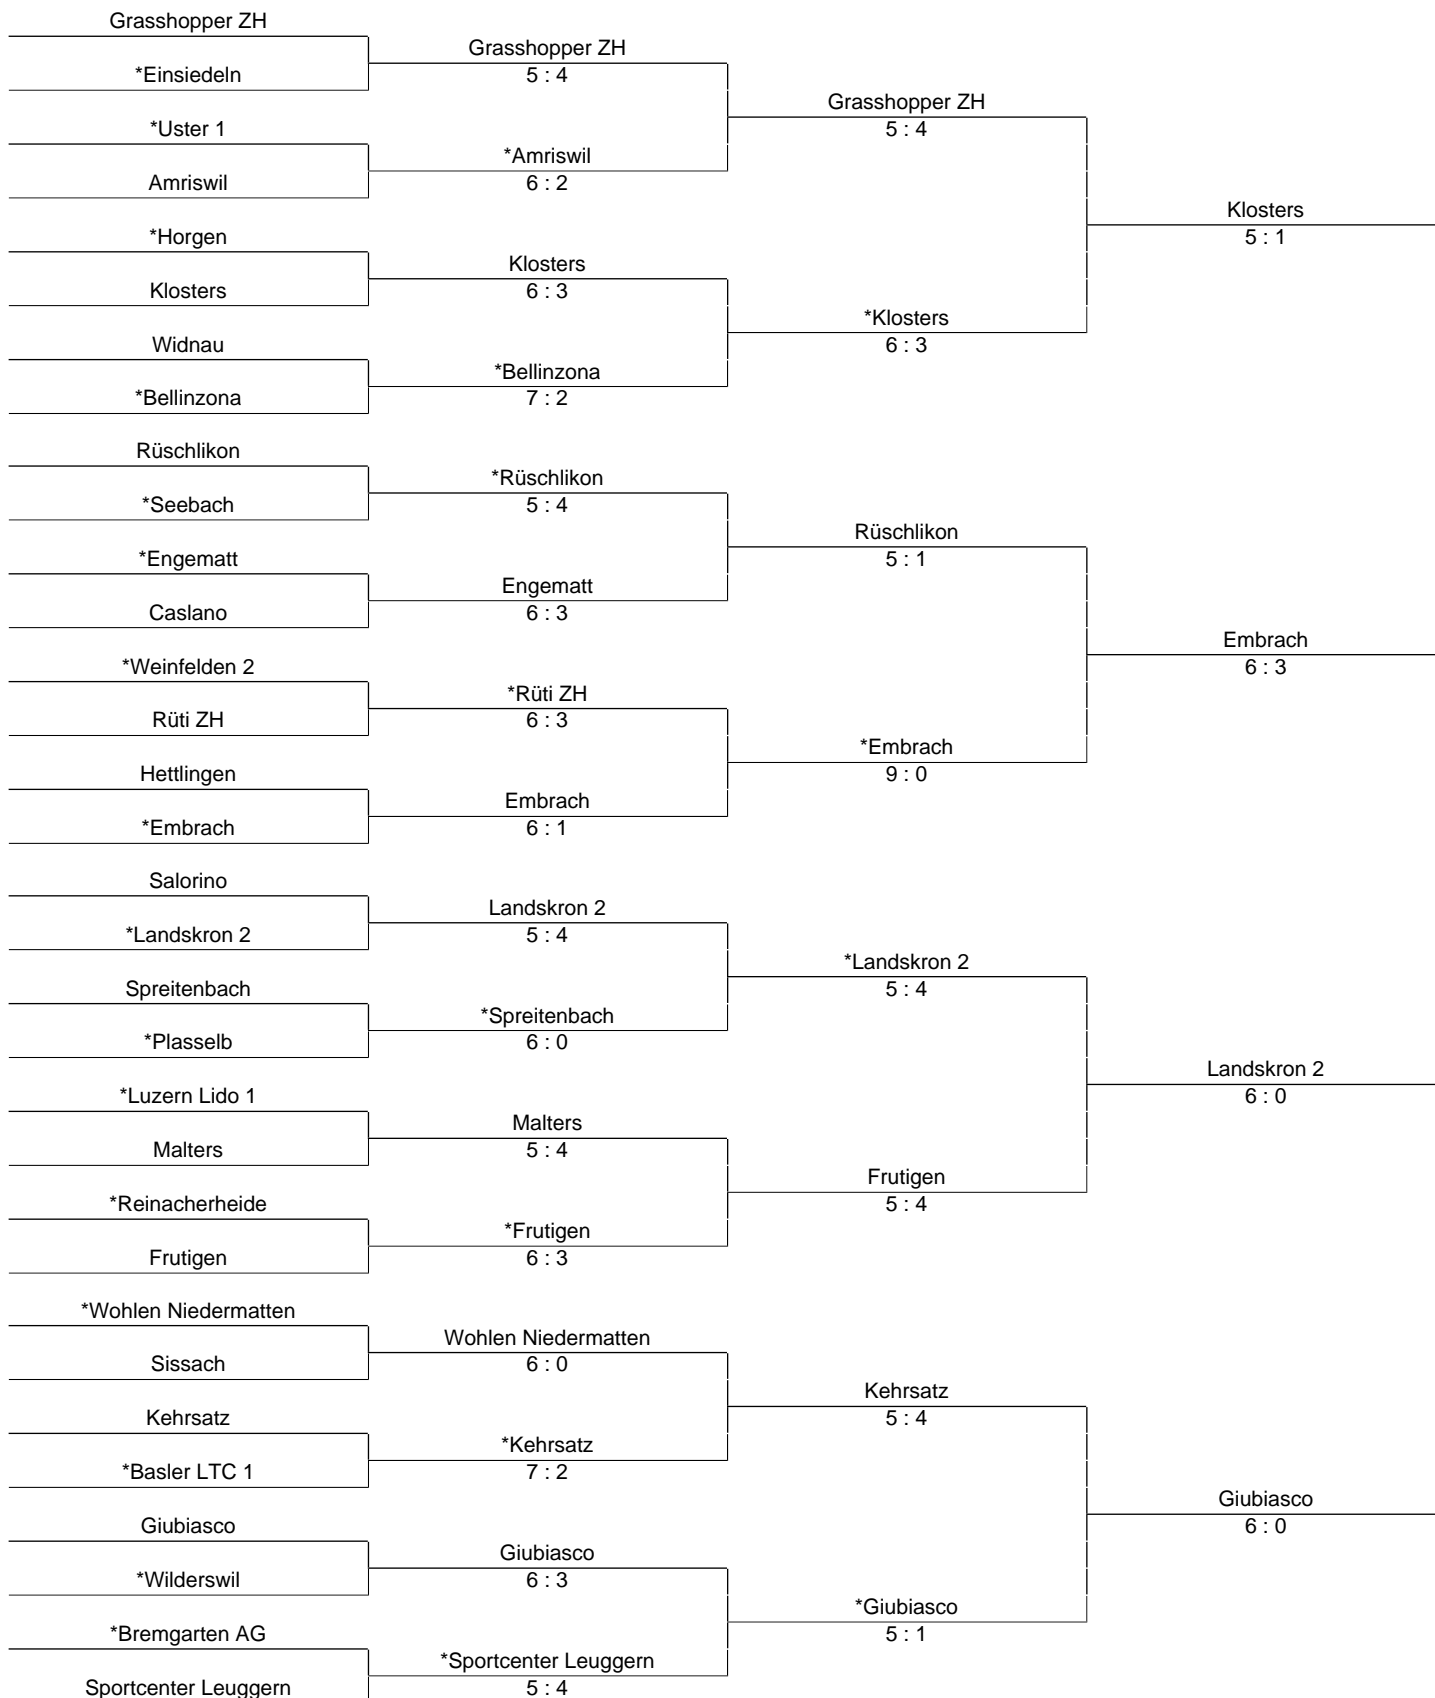 Grasshopper ZH
*Einsiedeln
*Uster 1
Amriswil
*Horgen
Klosters
Widnau
*Bellinzona
Rüschlikon
*Seebach
*Engematt
Caslano
*Weinfelden 2
Rüti ZH
Hettlingen
*Embrach
Salorino
*Landskron 2
Spreitenbach
*Plasselb
*Luzern Lido 1
Malters
*Reinacherheide
Frutigen
*Wohlen Niedermatten
Sissach
Kehrsatz
*Basler LTC 1
Giubiasco
*Wilderswil
*Bremgarten AG
Sportcenter Leuggern
Grasshopper ZH
5 : 4
*Amriswil
6 : 2
Klosters
6 : 3
*Bellinzona
7 : 2
*Rüschlikon
5 : 4
Engematt
6 : 3
*Rüti ZH
6 : 3
Embrach
6 : 1
Landskron 2
5 : 4
*Spreitenbach
6 : 0
Malters
5 : 4
*Frutigen
6 : 3
Wohlen Niedermatten
6 : 0
*Kehrsatz
7 : 2
Giubiasco
6 : 3
*Sportcenter Leuggern
5 : 4
Grasshopper ZH
5 : 4
*Klosters
6 : 3
Rüschlikon
5 : 1
*Embrach
9 : 0
*Landskron 2
5 : 4
Frutigen
5 : 4
Kehrsatz
5 : 4
*Giubiasco
5 : 1
Klosters
5 : 1
Embrach
6 : 3
Landskron 2
6 : 0
Giubiasco
6 : 0